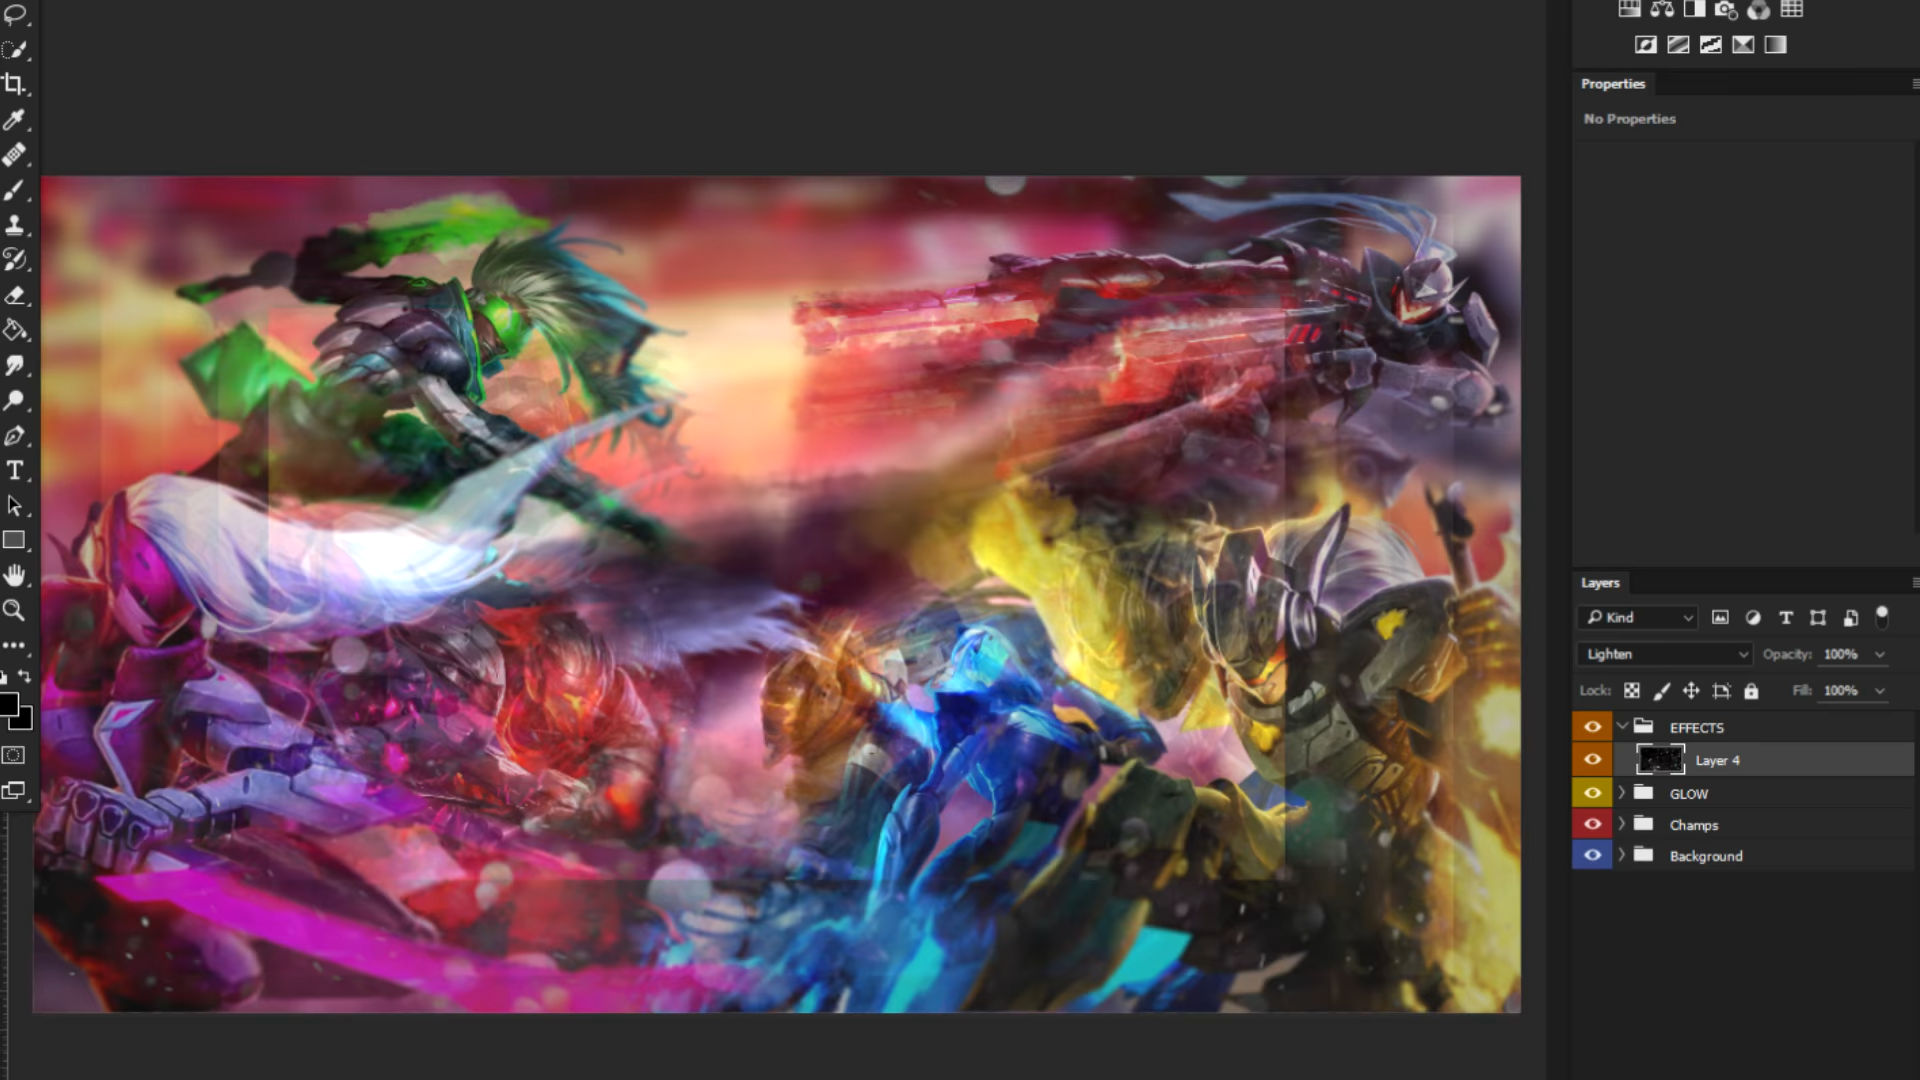 Properties
No Properties
Layers
Kind
Lighten
Opacity: 100%
Lock:
Fill: 100%
EFFECTS
Layer 4
GLOW
Champs
Background